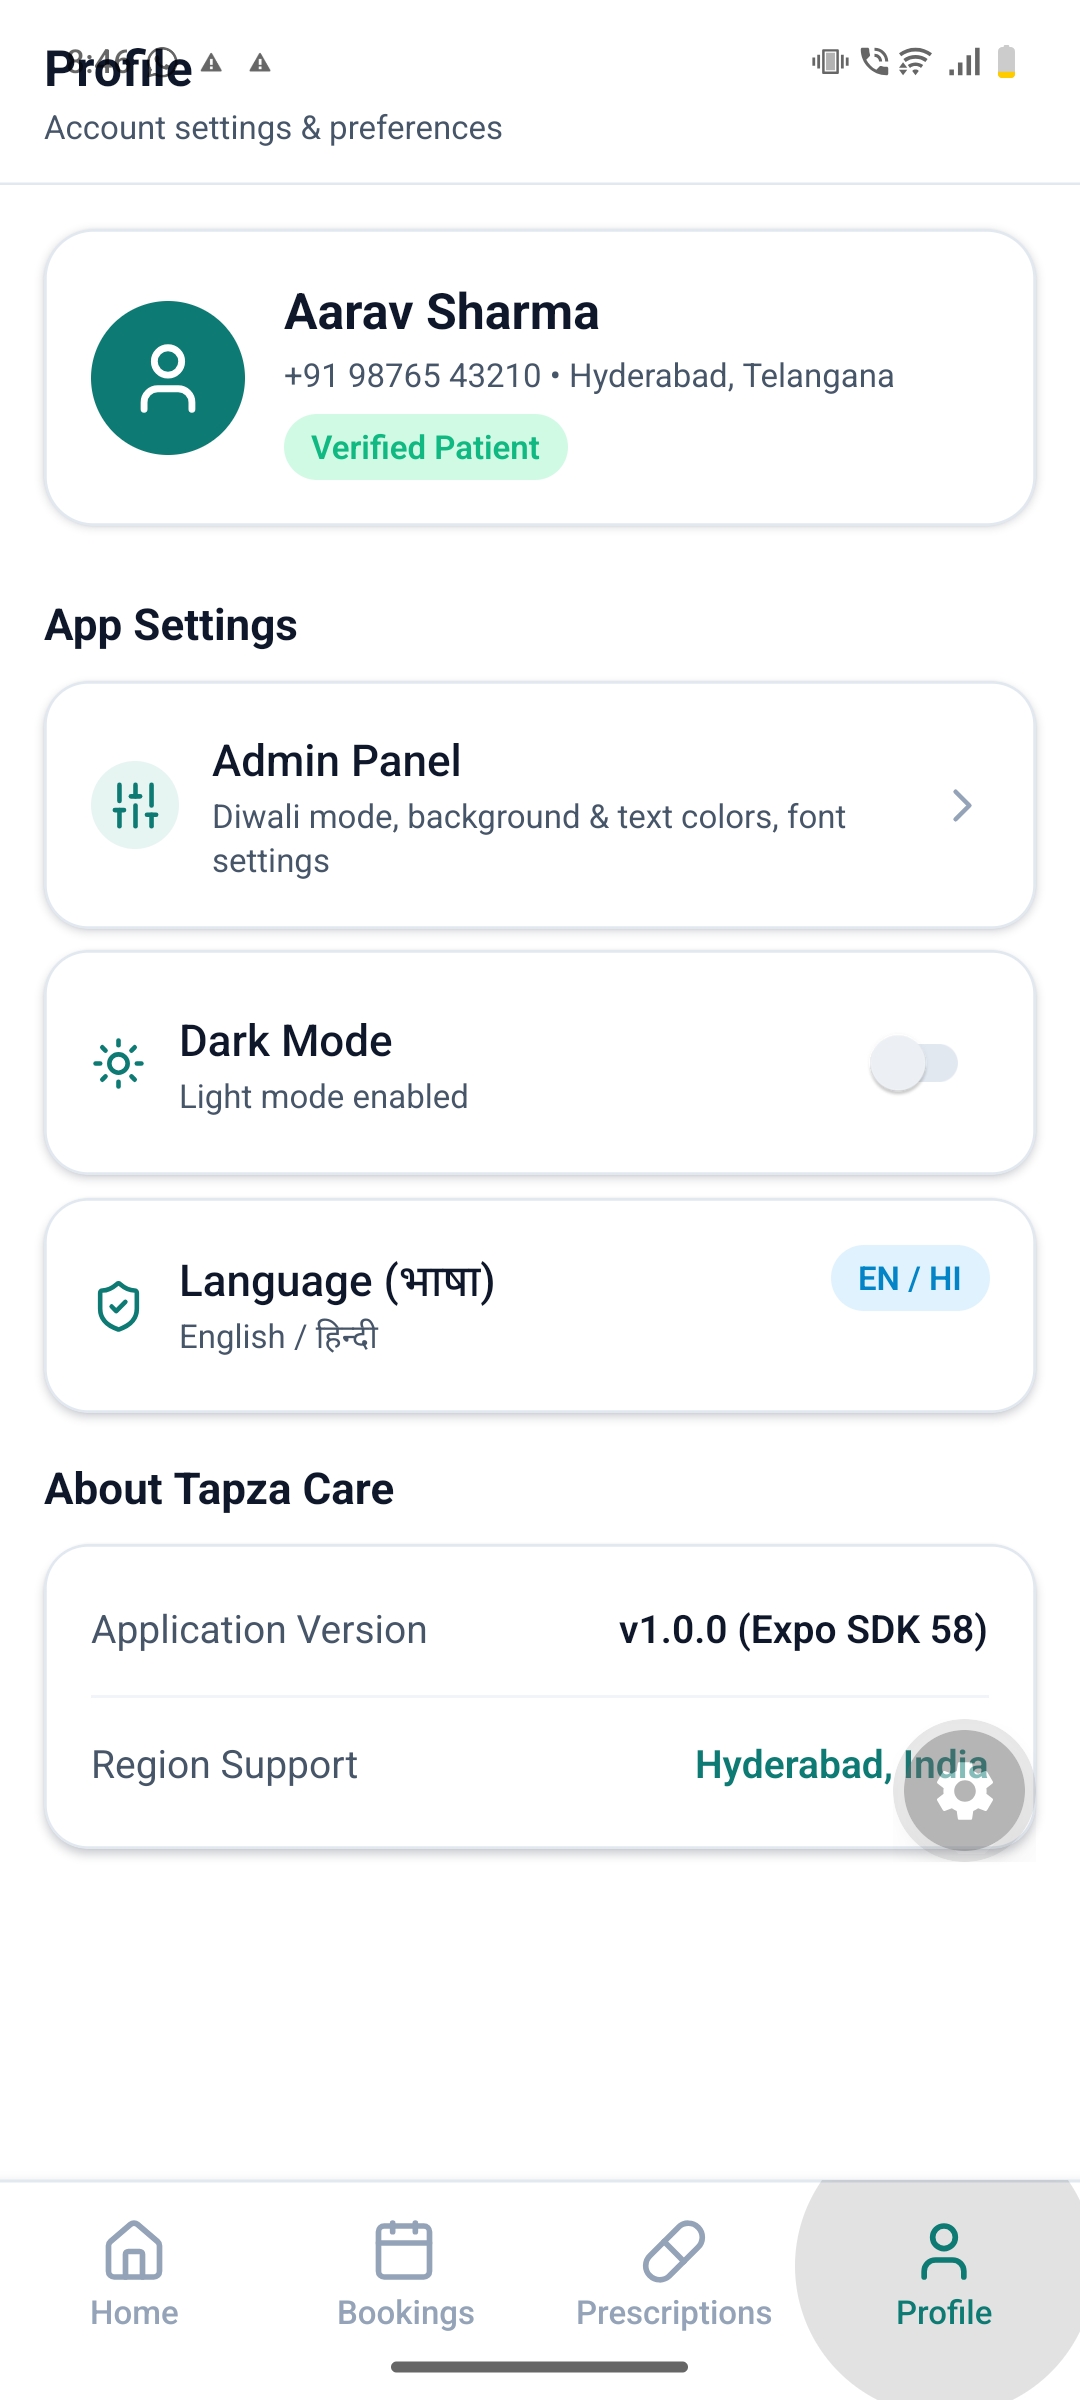 3:46
Profile
Account settings & preferences
Aarav Sharma
+91 98765 43210 • Hyderabad, Telangana
Verified Patient
App Settings
Admin Panel
Diwali mode, background & text colors, font
settings
Dark Mode
Light mode enabled
Language (भाषा)
EN / HI
English / हिन्दी
About Tapza Care
Application Version
v1.0.0 (Expo SDK 58)
Region Support
Hyderabad, India
Home
Bookings
Prescriptions
Profile